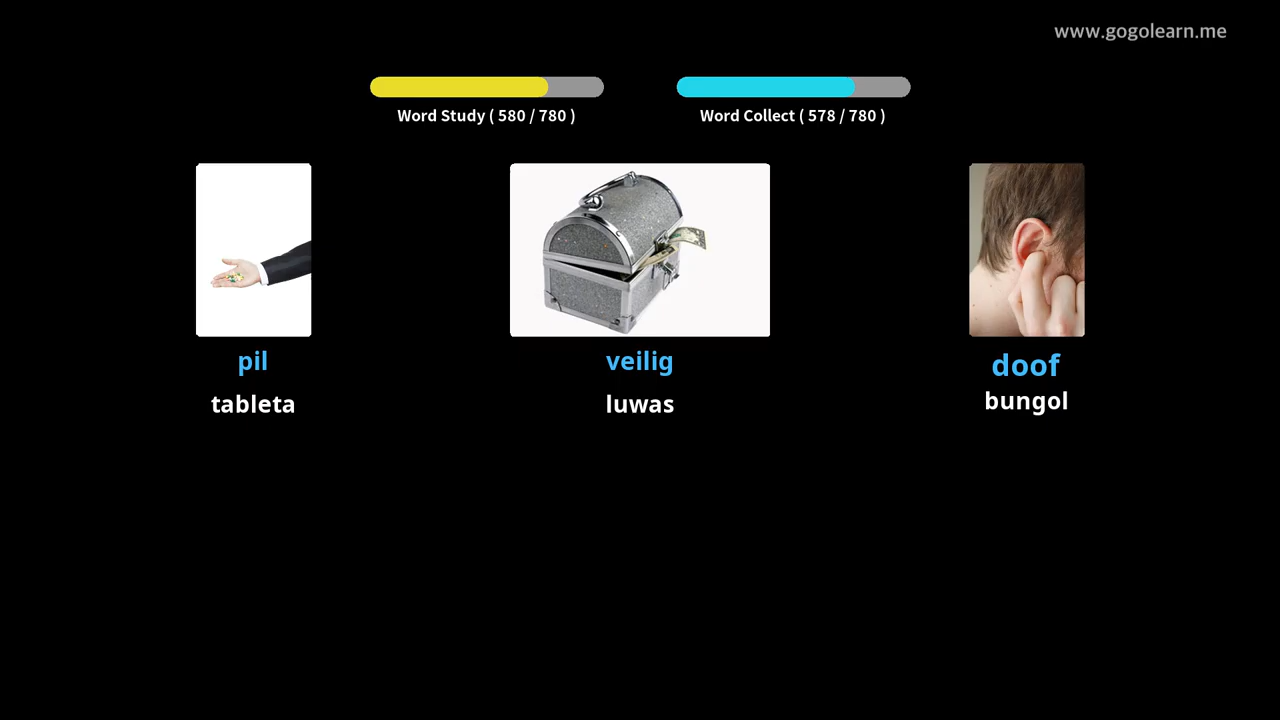 www.gogolearn.me
Word Study ( 580 / 780 )
Word Collect ( 578 / 780 )
pil
tableta
veilig
luwas
doof
bungol